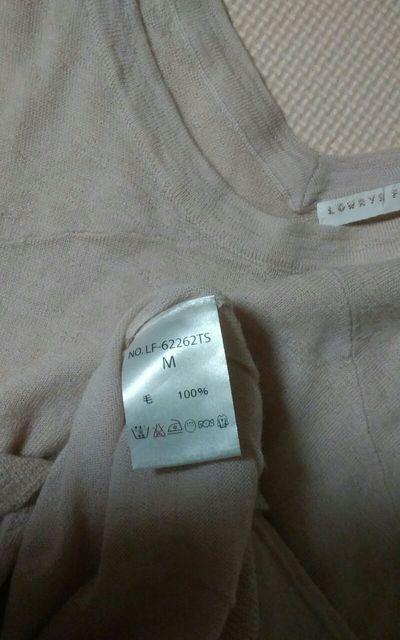 LOWRYS F
NO.LF-62262TS
M
毛 100%